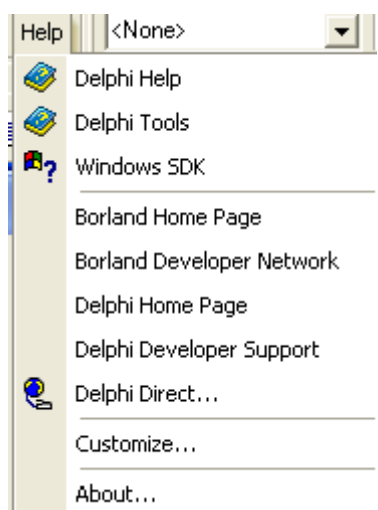 Help <None>
Delphi Help
Delphi Tools
Windows SDK
Borland Home Page
Borland Developer Network
Delphi Home Page
Delphi Developer Support
Delphi Direct...
Customize...
About...